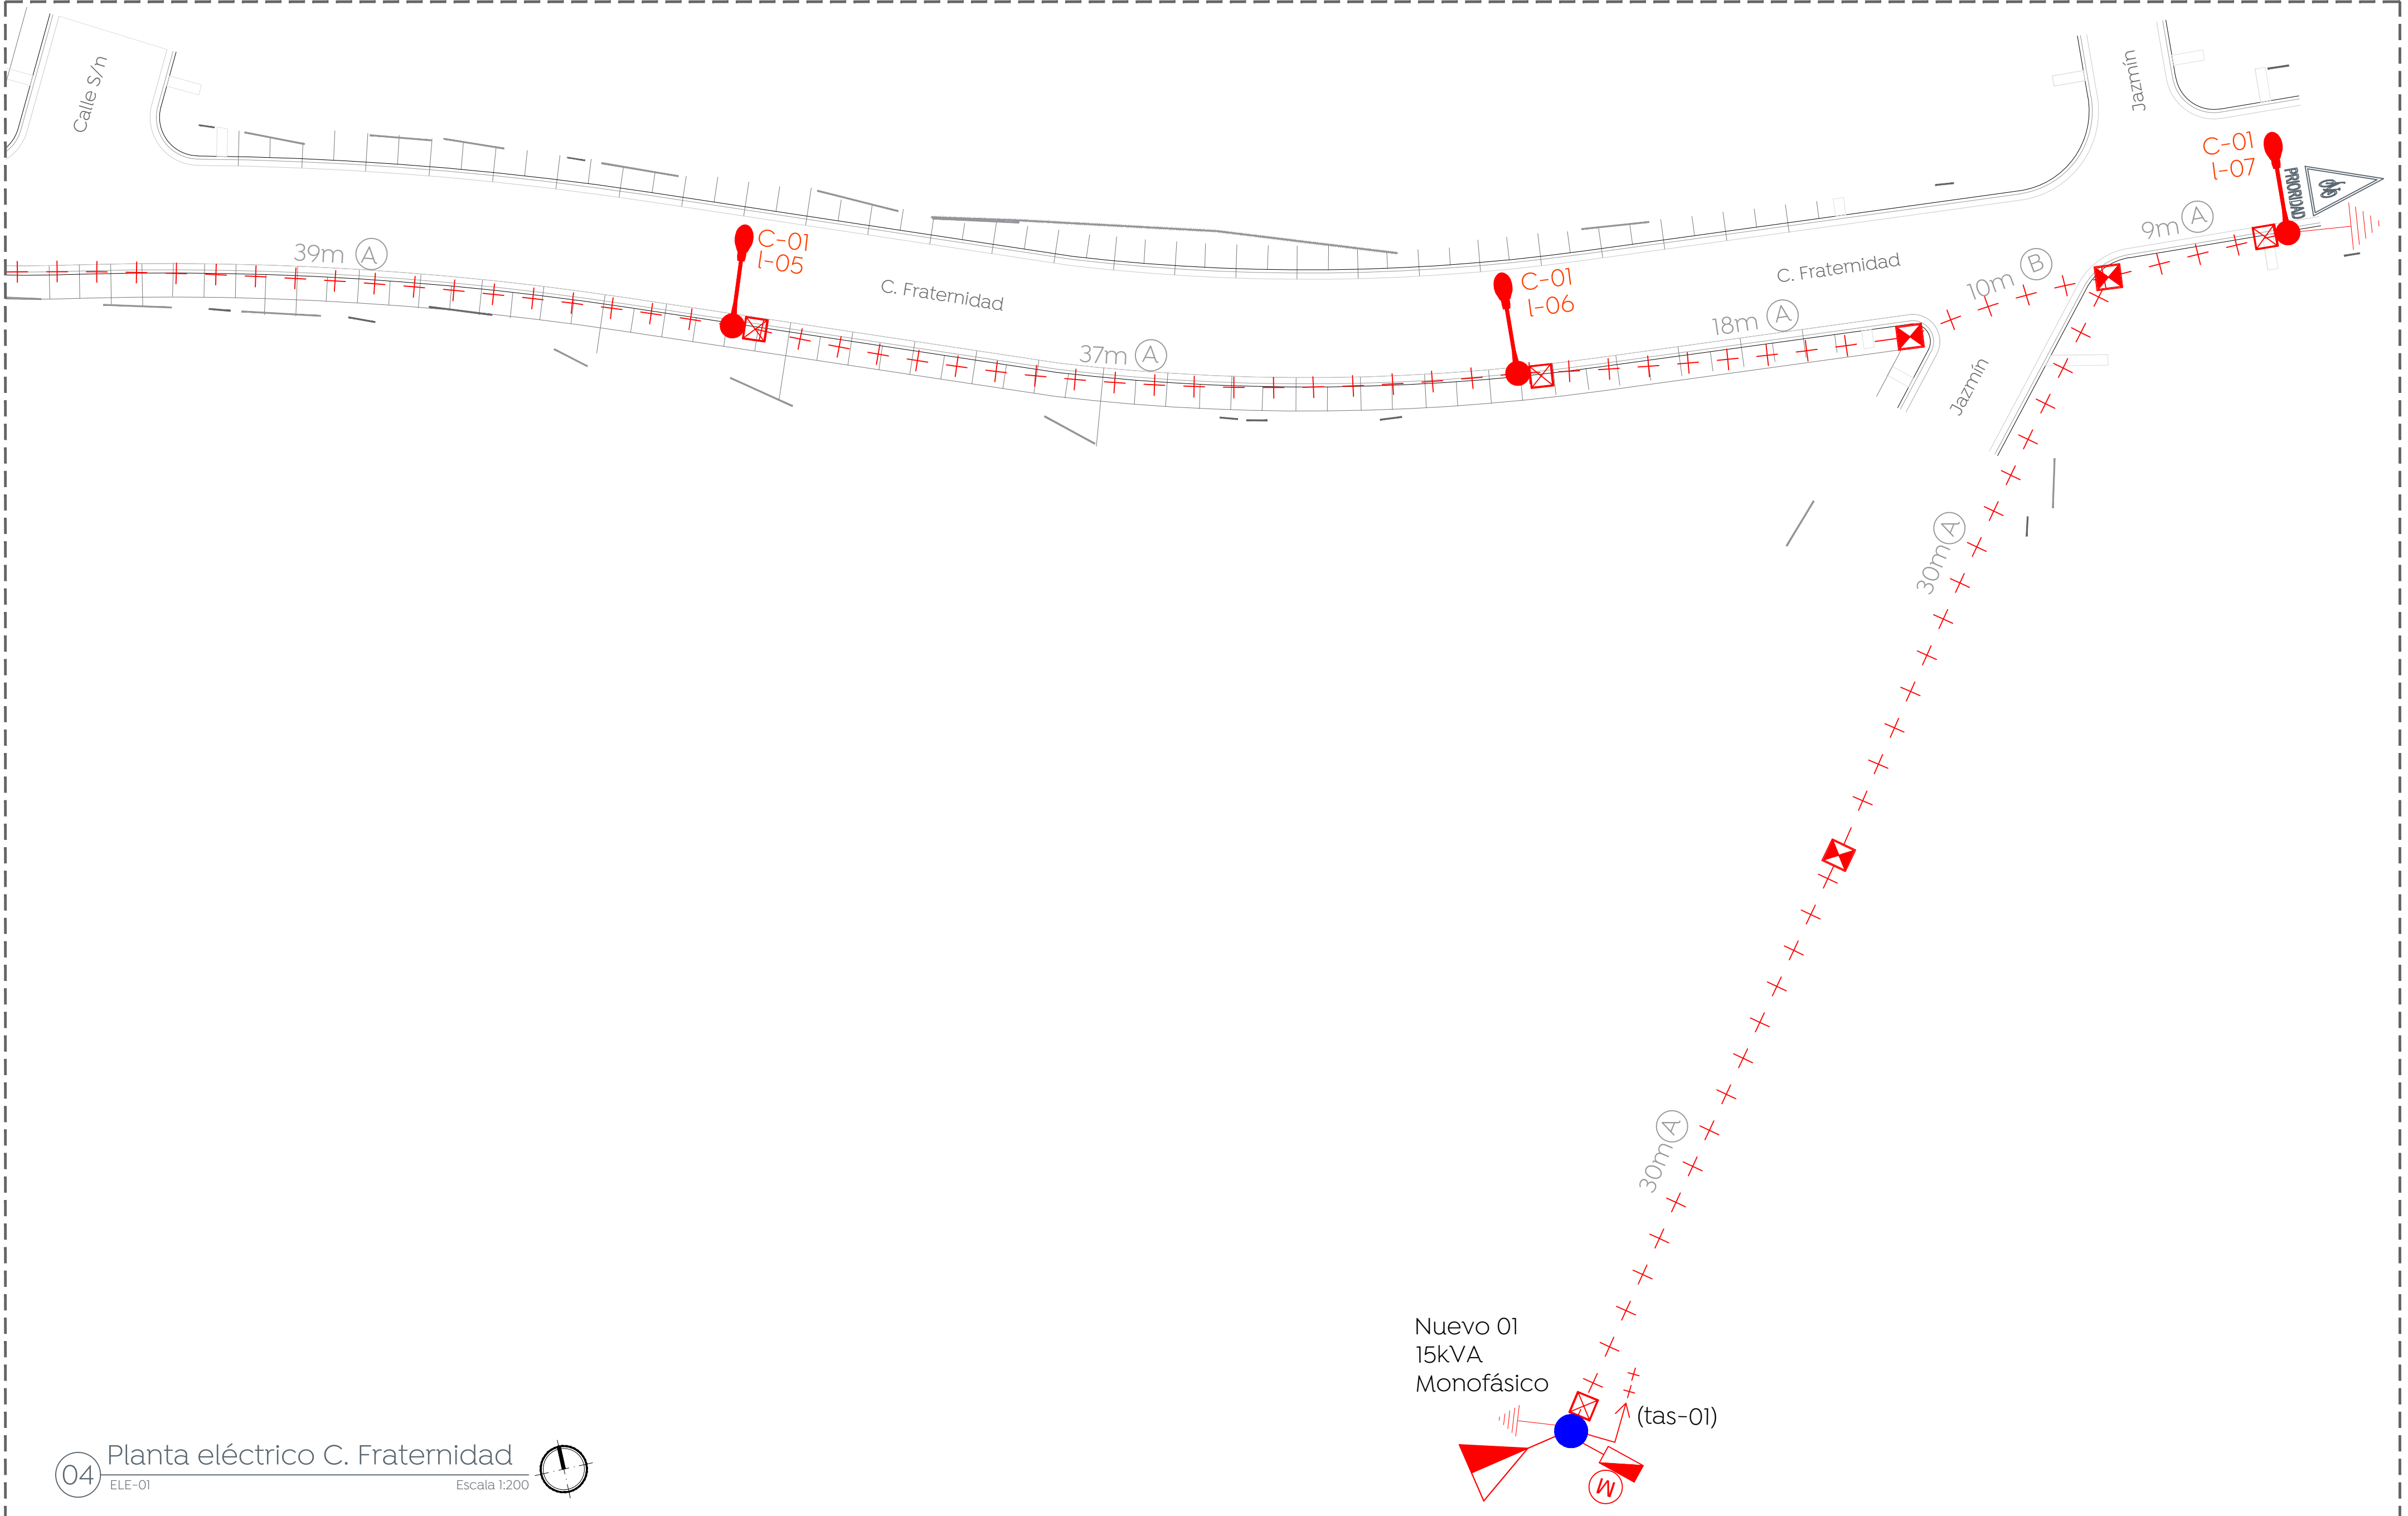 Calle S/n
Jazmín
C-01
I-07
PRIORIDAD
9m A
39m A
C-01
I-05
C. Fraternidad
C-01
I-06
C. Fraternidad
10m B
18m A
37m A
Jazmín
30m A
30m A
Nuevo 01
15kVA
Monofásico
(tas-01)
M
04 Planta eléctrico C. Fraternidad
ELE-01 Escala 1:200